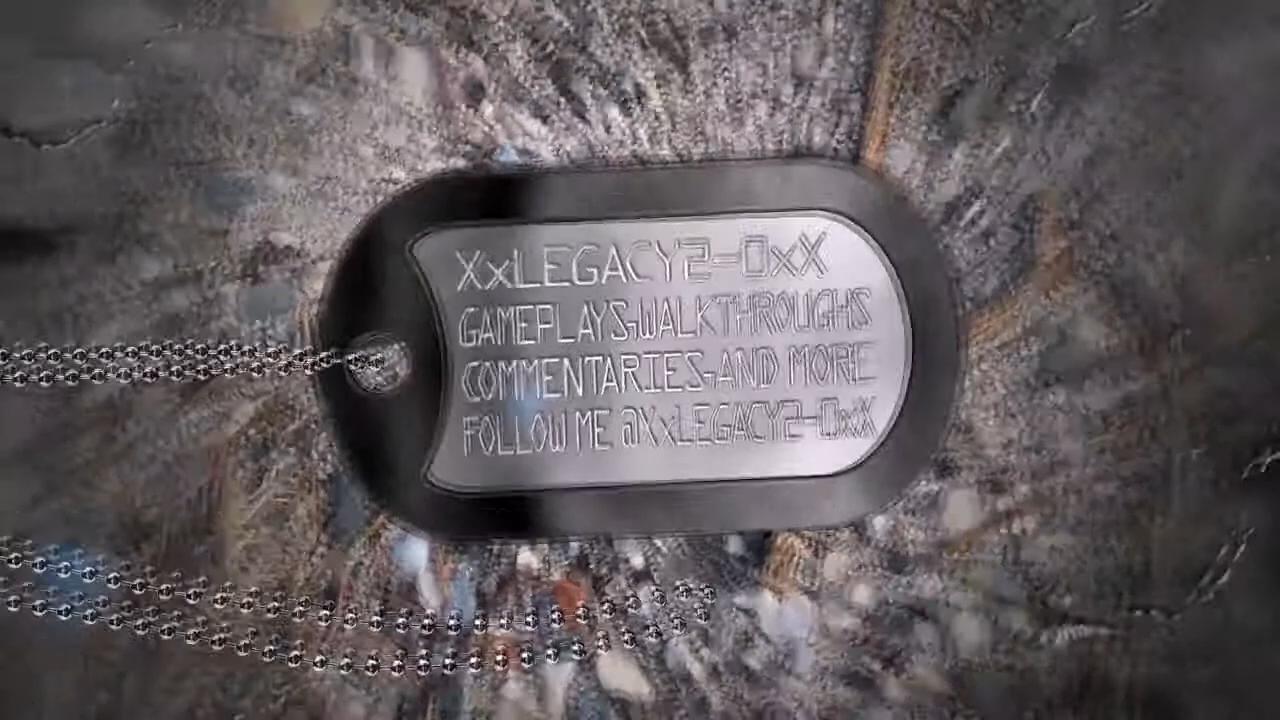 XxLEGACY2-0xX
GAMEPLAYS,WALKTHROUGHS
COMMENTARIES,AND MORE
FOLLOW ME @XxLEGACY2-0xX